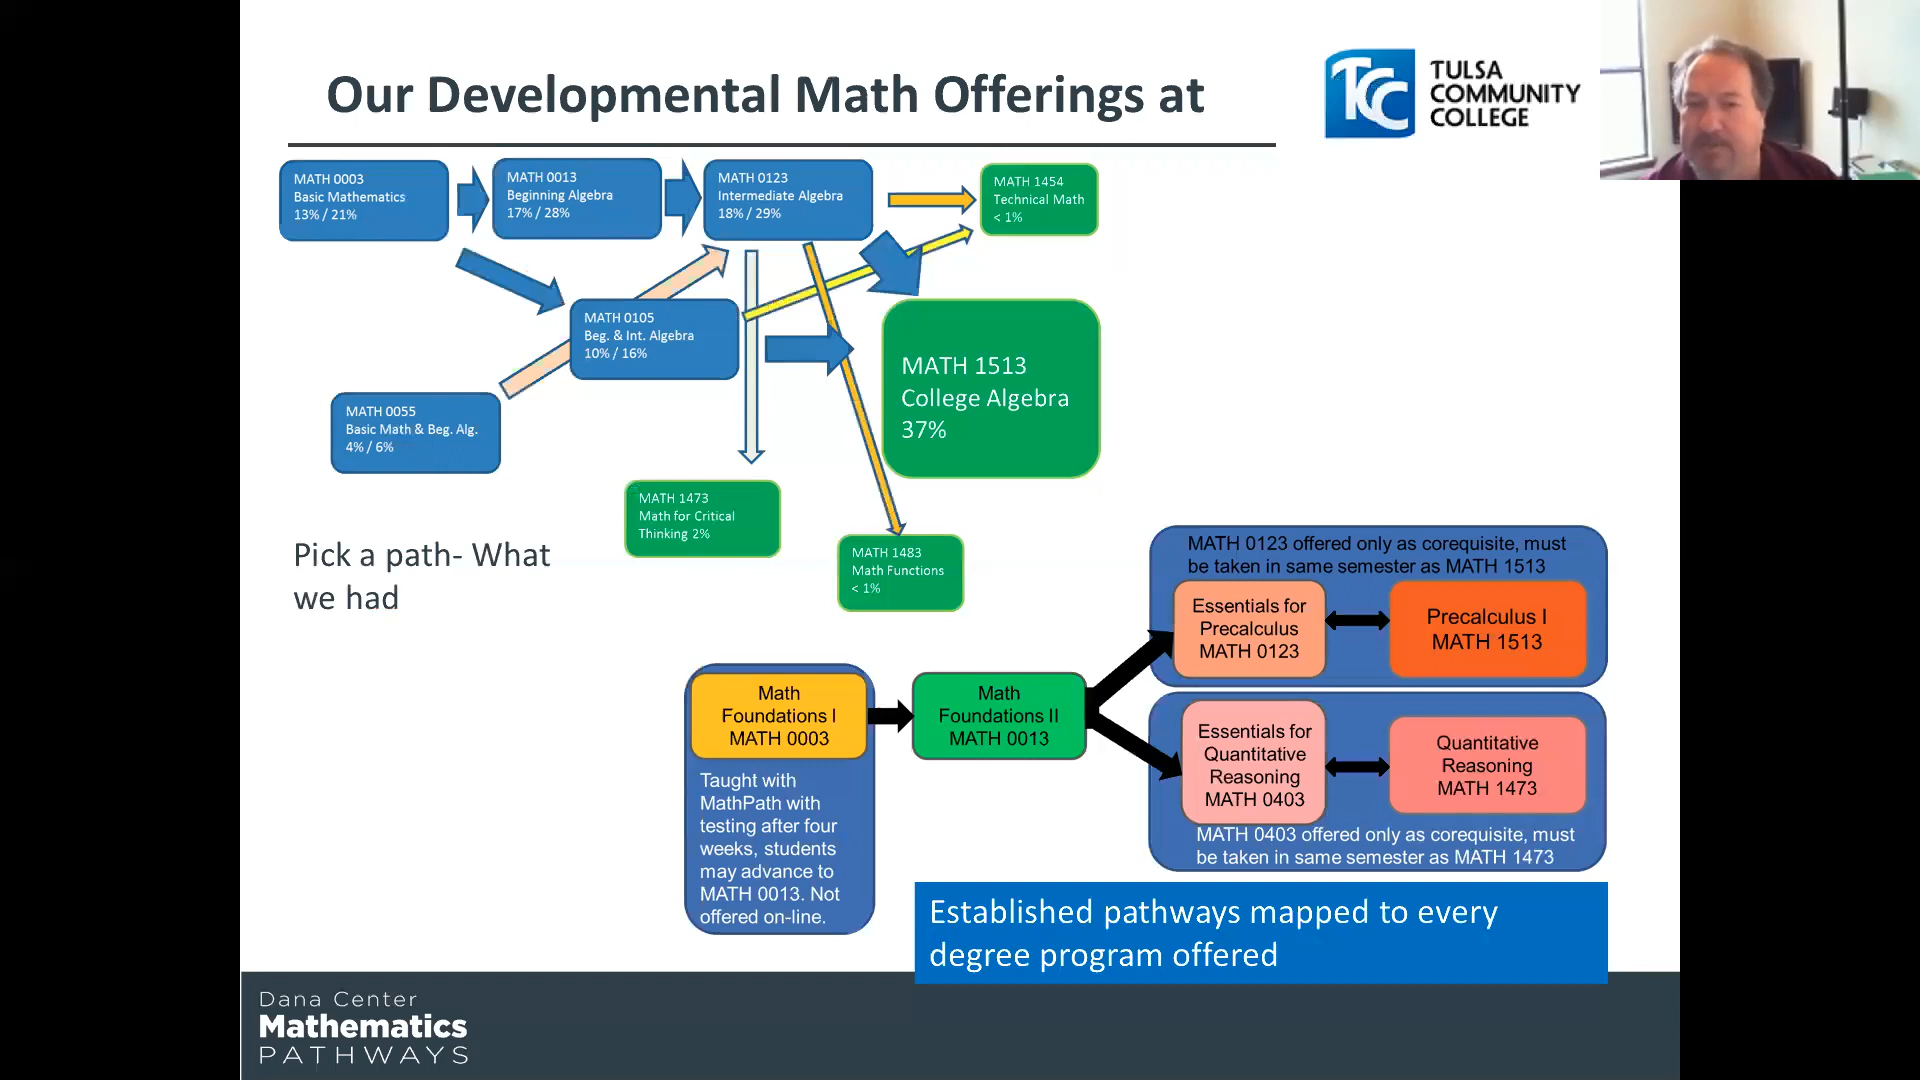 Our Developmental Math Offerings at
TCC
TULSA
COMMUNITY
COLLEGE
MATH 0003
Basic Mathematics
13% / 21%
MATH 0013
Beginning Algebra
17% / 28%
MATH 0123
Intermediate Algebra
18% / 29%
MATH 1454
Technical Math
< 1%
MATH 0105
Beg. & Int. Algebra
10% / 16%
MATH 1513
College Algebra
37%
MATH 0055
Basic Math & Beg. Alg.
4% / 6%
MATH 1473
Math for Critical
Thinking 2%
MATH 1483
Math Functions
< 1%
Pick a path- What
we had
MATH 0123 offered only as corequisite, must
be taken in same semester as MATH 1513
Essentials for
Precalculus
MATH 0123
Precalculus I
MATH 1513
Math
Foundations I
MATH 0003
Math
Foundations II
MATH 0013
Essentials for
Quantitative
Reasoning
MATH 0403
Quantitative
Reasoning
MATH 1473
MATH 0403 offered only as corequisite, must
be taken in same semester as MATH 1473
Taught with
MathPath with
testing after four
weeks, students
may advance to
MATH 0013. Not
offered on-line.
Established pathways mapped to every
degree program offered
Dana Center
Mathematics
PATHWAYS